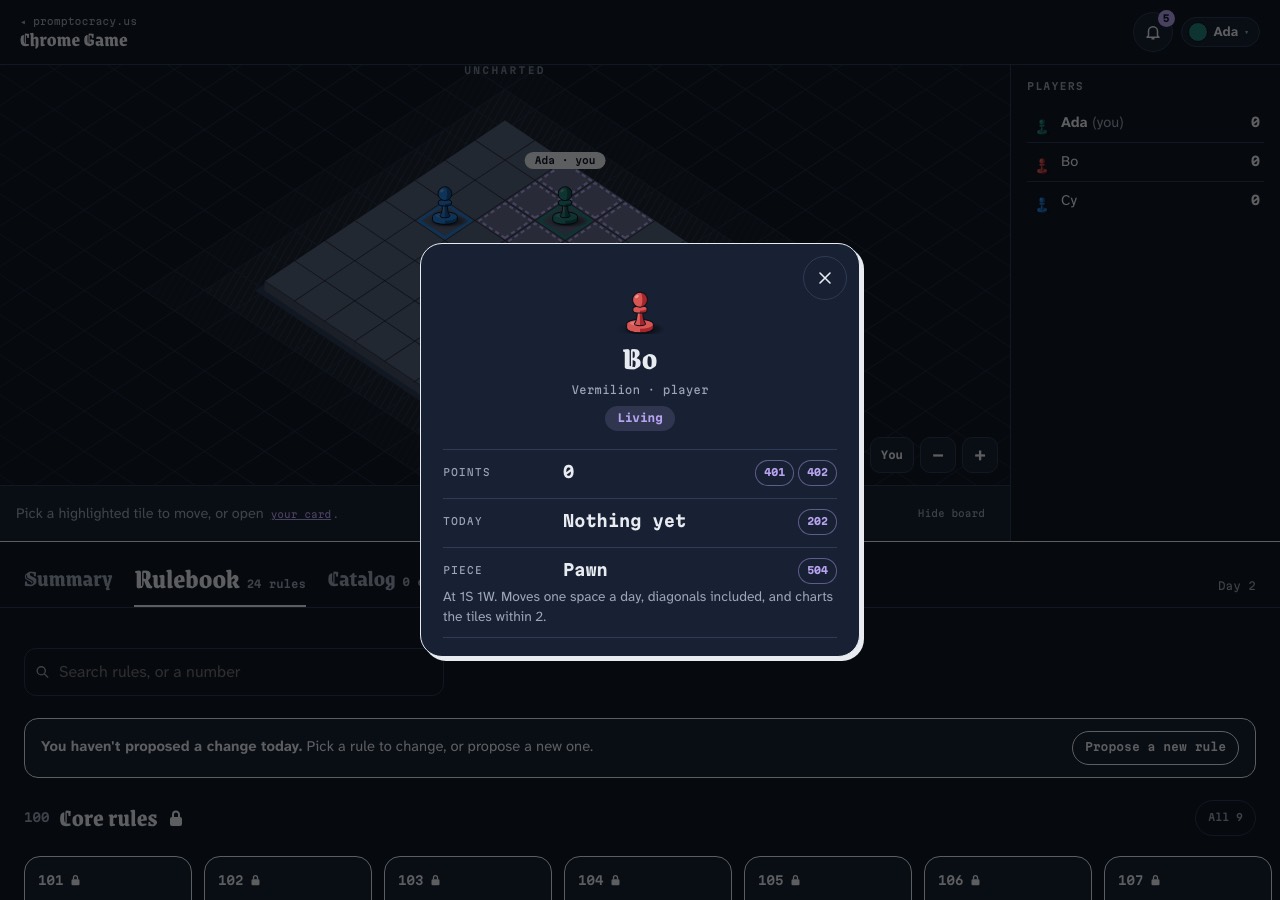 ◂ promptocracy.us
Chrome Game
5
Ada
UNCHARTED
Ada · you
PLAYERS
Ada (you) 0
Bo 0
Cy 0
Bo
Vermilion · player
Living
POINTS 0 401 402
TODAY Nothing yet 202
PIECE Pawn 504
At 1S 1W. Moves one space a day, diagonals included, and charts
the tiles within 2.
You − +
Pick a highlighted tile to move, or open your card.
Hide board
Summary Rulebook 24 rules Catalog 0
Day 2
Search rules, or a number
You haven't proposed a change today. Pick a rule to change, or propose a new one.
Propose a new rule
100 Core rules
All 9
101 102 103 104 105 106 107